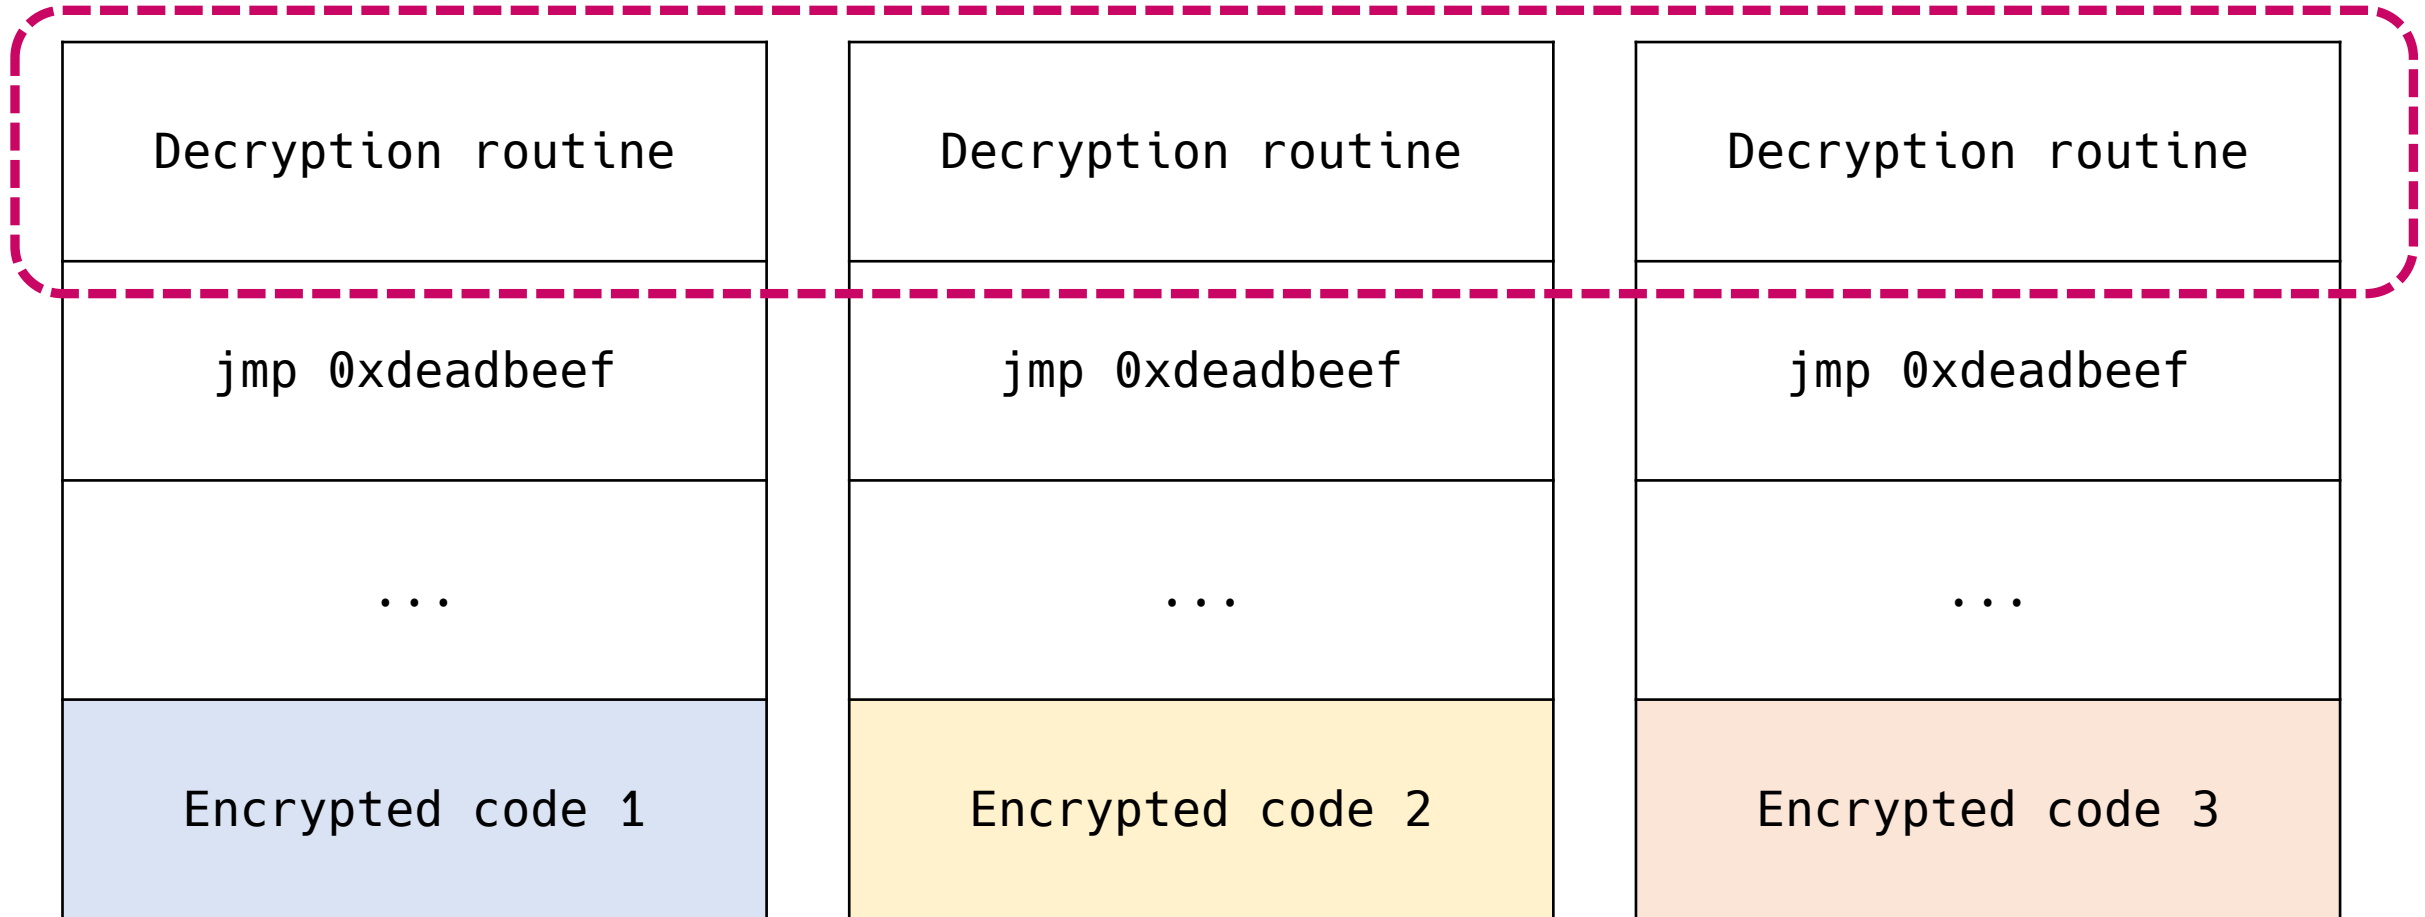 Decryption routine
Decryption routine
Decryption routine
jmp 0xdeadbeef
jmp 0xdeadbeef
jmp 0xdeadbeef
...
...
...
Encrypted code 1
Encrypted code 2
Encrypted code 3